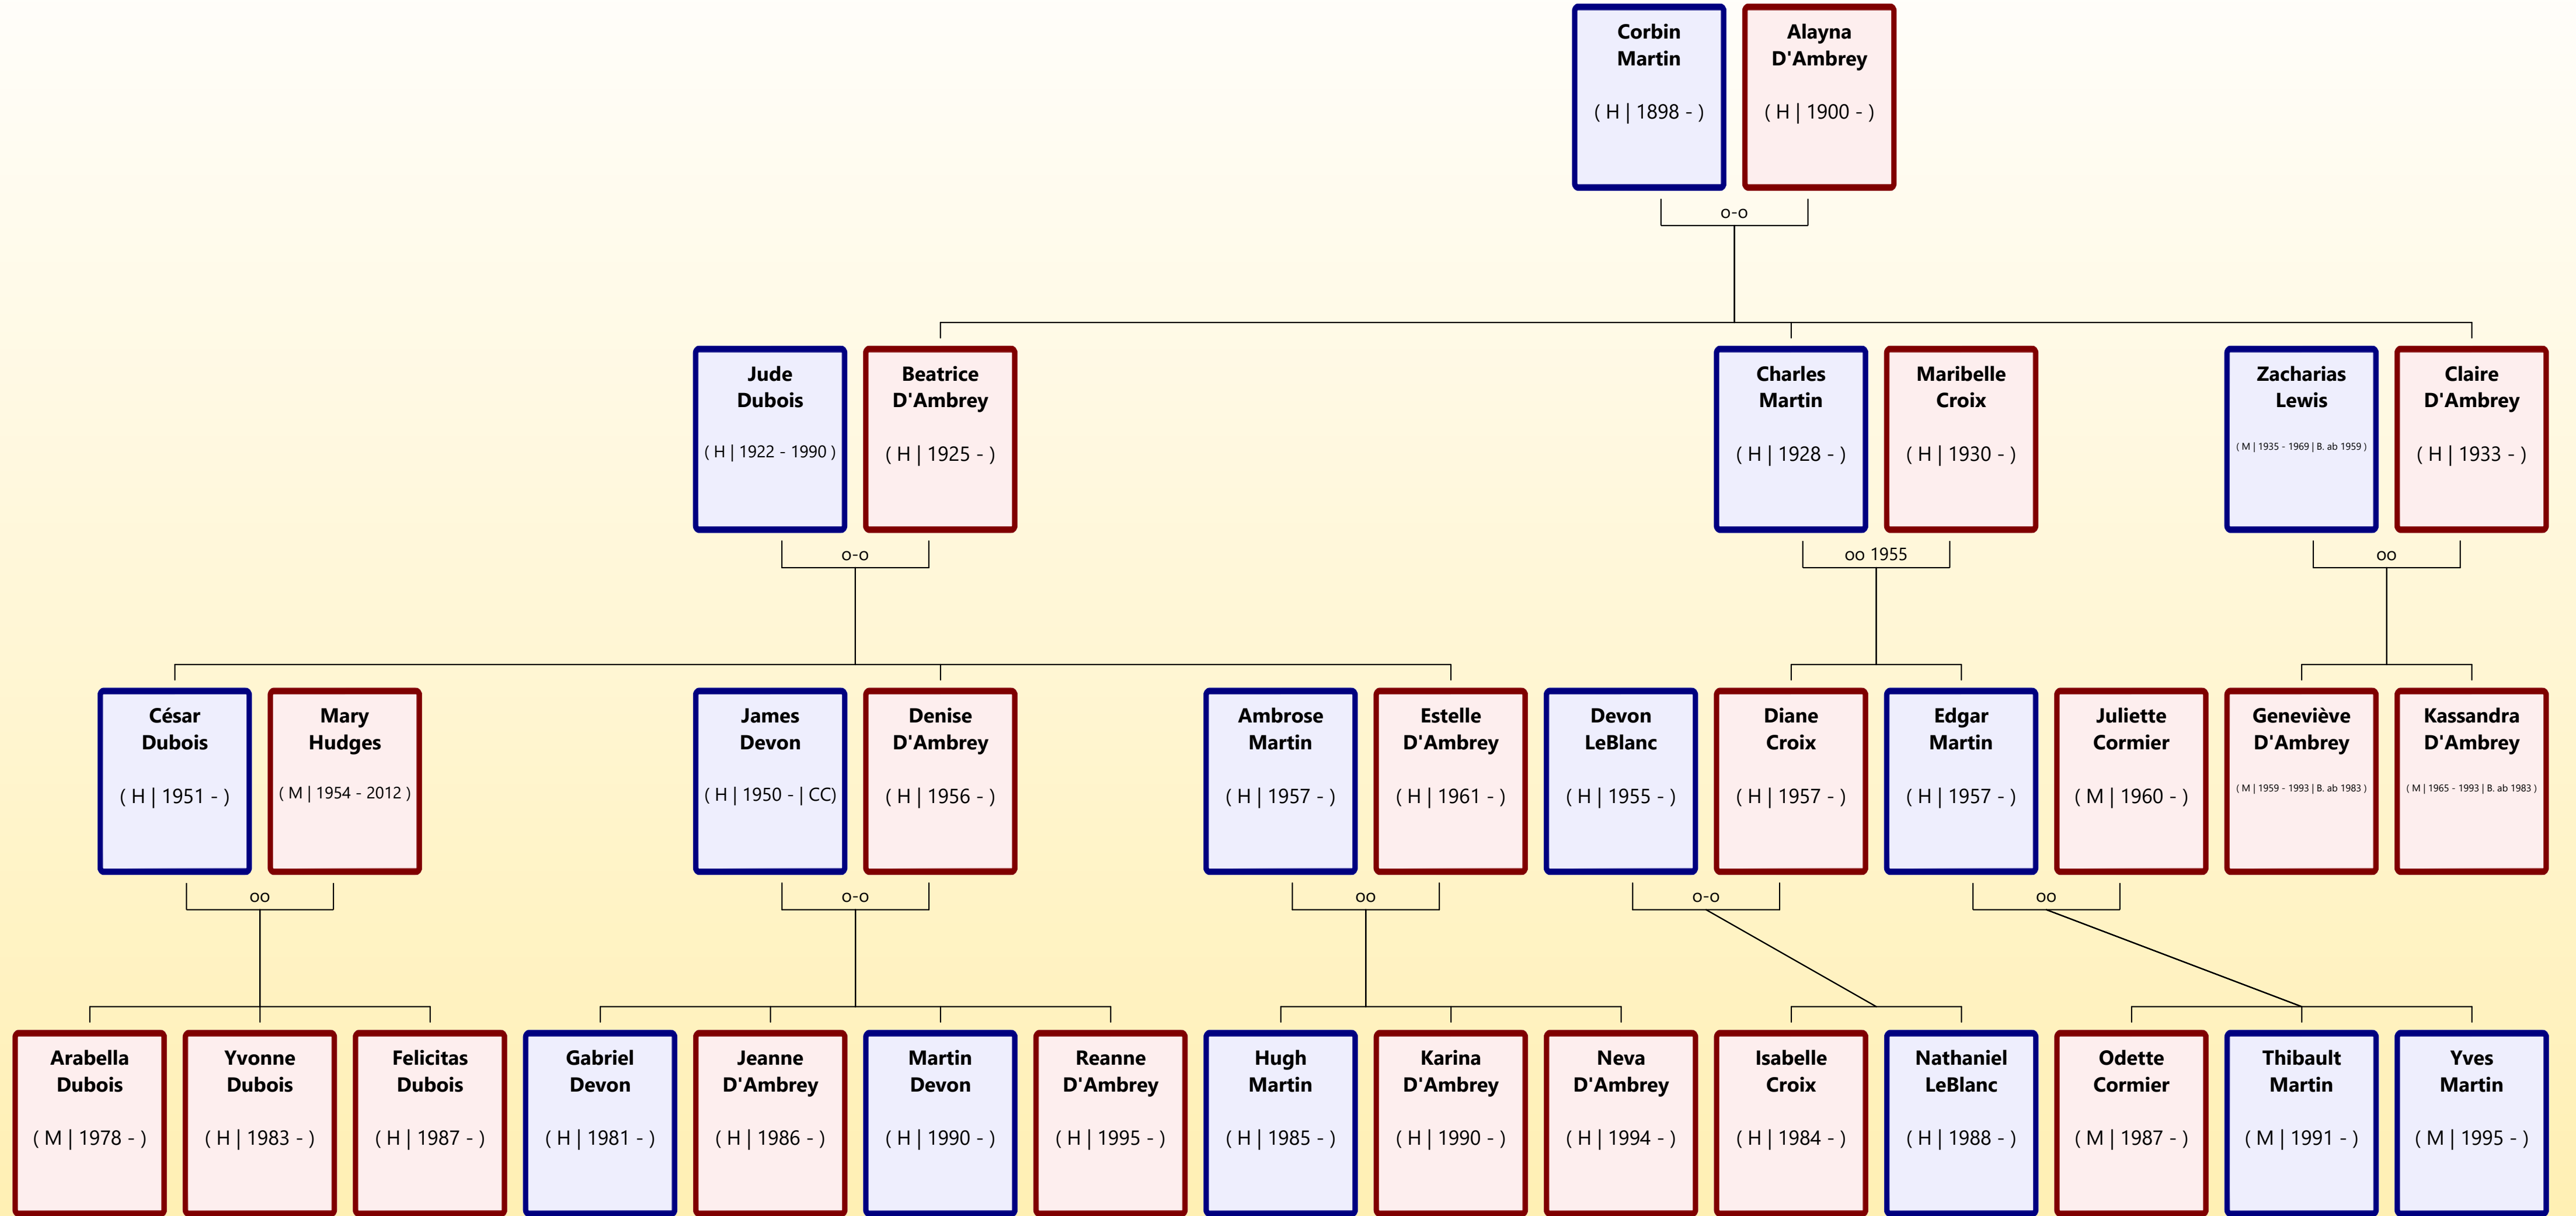 Corbin
Martin
( H | 1898 - )
Alayna
D'Ambrey
( H | 1900 - )
o-o
Jude
Dubois
( H | 1922 - 1990 )
Beatrice
D'Ambrey
( H | 1925 - )
Charles
Martin
( H | 1928 - )
Maribelle
Croix
( H | 1930 - )
Zacharias
Lewis
( M | 1935 - 1969 | B. ab 1959 )
Claire
D'Ambrey
( H | 1933 - )
o-o
oo 1955
oo
César
Dubois
( H | 1951 - )
Mary
Hudges
( M | 1954 - 2012 )
James
Devon
( H | 1950 - | CC)
Denise
D'Ambrey
( H | 1956 - )
Ambrose
Martin
( H | 1957 - )
Estelle
D'Ambrey
( H | 1961 - )
Devon
LeBlanc
( H | 1955 - )
Diane
Croix
( H | 1957 - )
Edgar
Martin
( H | 1957 - )
Juliette
Cormier
( M | 1960 - )
Geneviève
D'Ambrey
( M | 1959 - 1993 | B. ab 1983 )
Kassandra
D'Ambrey
( M | 1965 - 1993 | B. ab 1983 )
oo
o-o
oo
o-o
oo
Arabella
Dubois
( M | 1978 - )
Yvonne
Dubois
( H | 1983 - )
Felicitas
Dubois
( H | 1987 - )
Gabriel
Devon
( H | 1981 - )
Jeanne
D'Ambrey
( H | 1986 - )
Martin
Devon
( H | 1990 - )
Reanne
D'Ambrey
( H | 1995 - )
Hugh
Martin
( H | 1985 - )
Karina
D'Ambrey
( H | 1990 - )
Neva
D'Ambrey
( H | 1994 - )
Isabelle
Croix
( H | 1984 - )
Nathaniel
LeBlanc
( H | 1988 - )
Odette
Cormier
( M | 1987 - )
Thibault
Martin
( M | 1991 - )
Yves
Martin
( M | 1995 - )